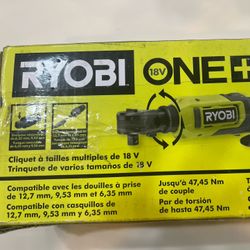 RYOBI
18V
ONE+
RYOBI
Cliquet à tailles multiples de 18 V
Trinquete de varios tamaños de 18 V
Compatible avec les douilles à prise
de 12,7 mm, 9,53 mm et 6,35 mm
Compatible con casquillos de
12,7 mm, 9,53 mm y 6,35 mm
Jusqu'à 47,45 Nm
de couple
Par de torsión
de hasta 47,45 Nm